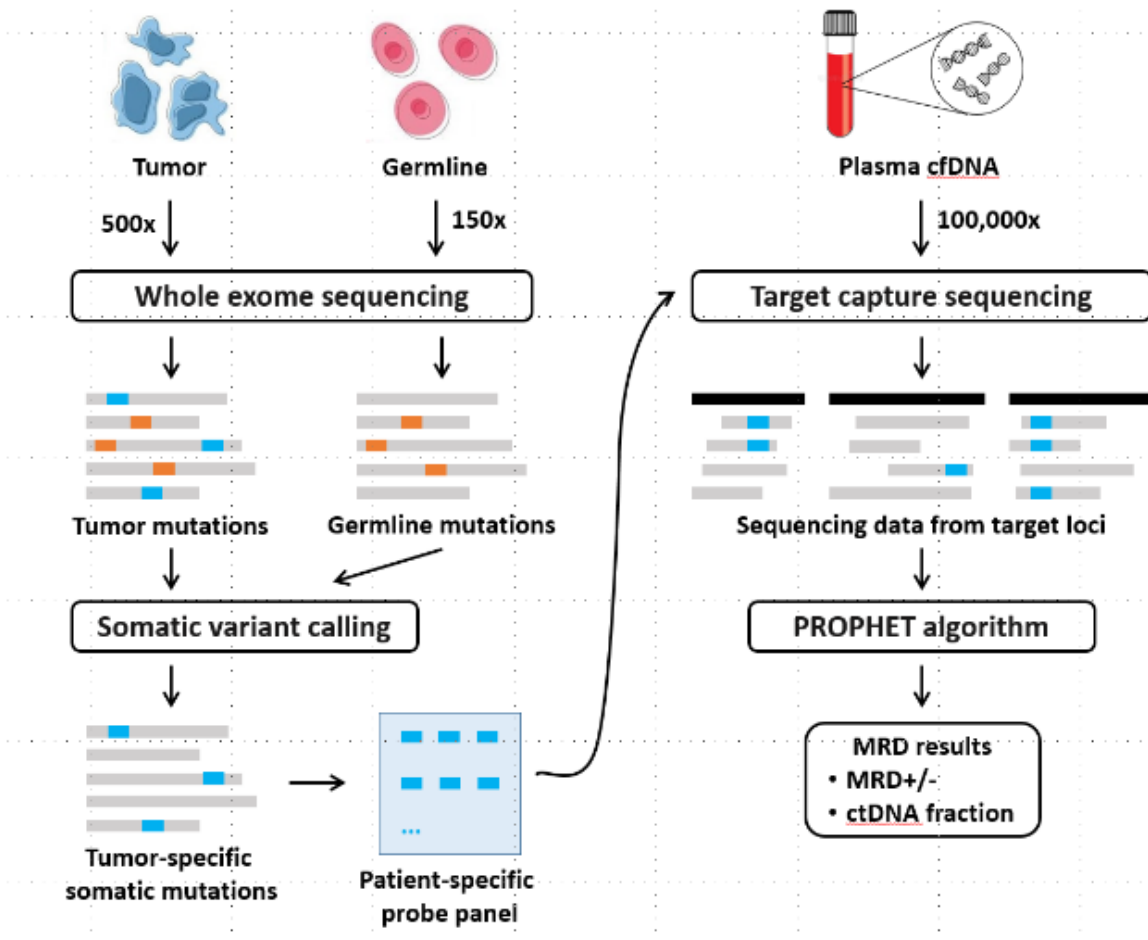 Tumor
Germline
Plasma cfDNA
500x
150x
100,000x
Whole exome sequencing
Target capture sequencing
Tumor mutations
Germline mutations
Sequencing data from target loci
Somatic variant calling
PROPHET algorithm
MRD results
• MRD+/-
• ctDNA fraction
...
Tumor-specific
somatic mutations
Patient-specific
probe panel